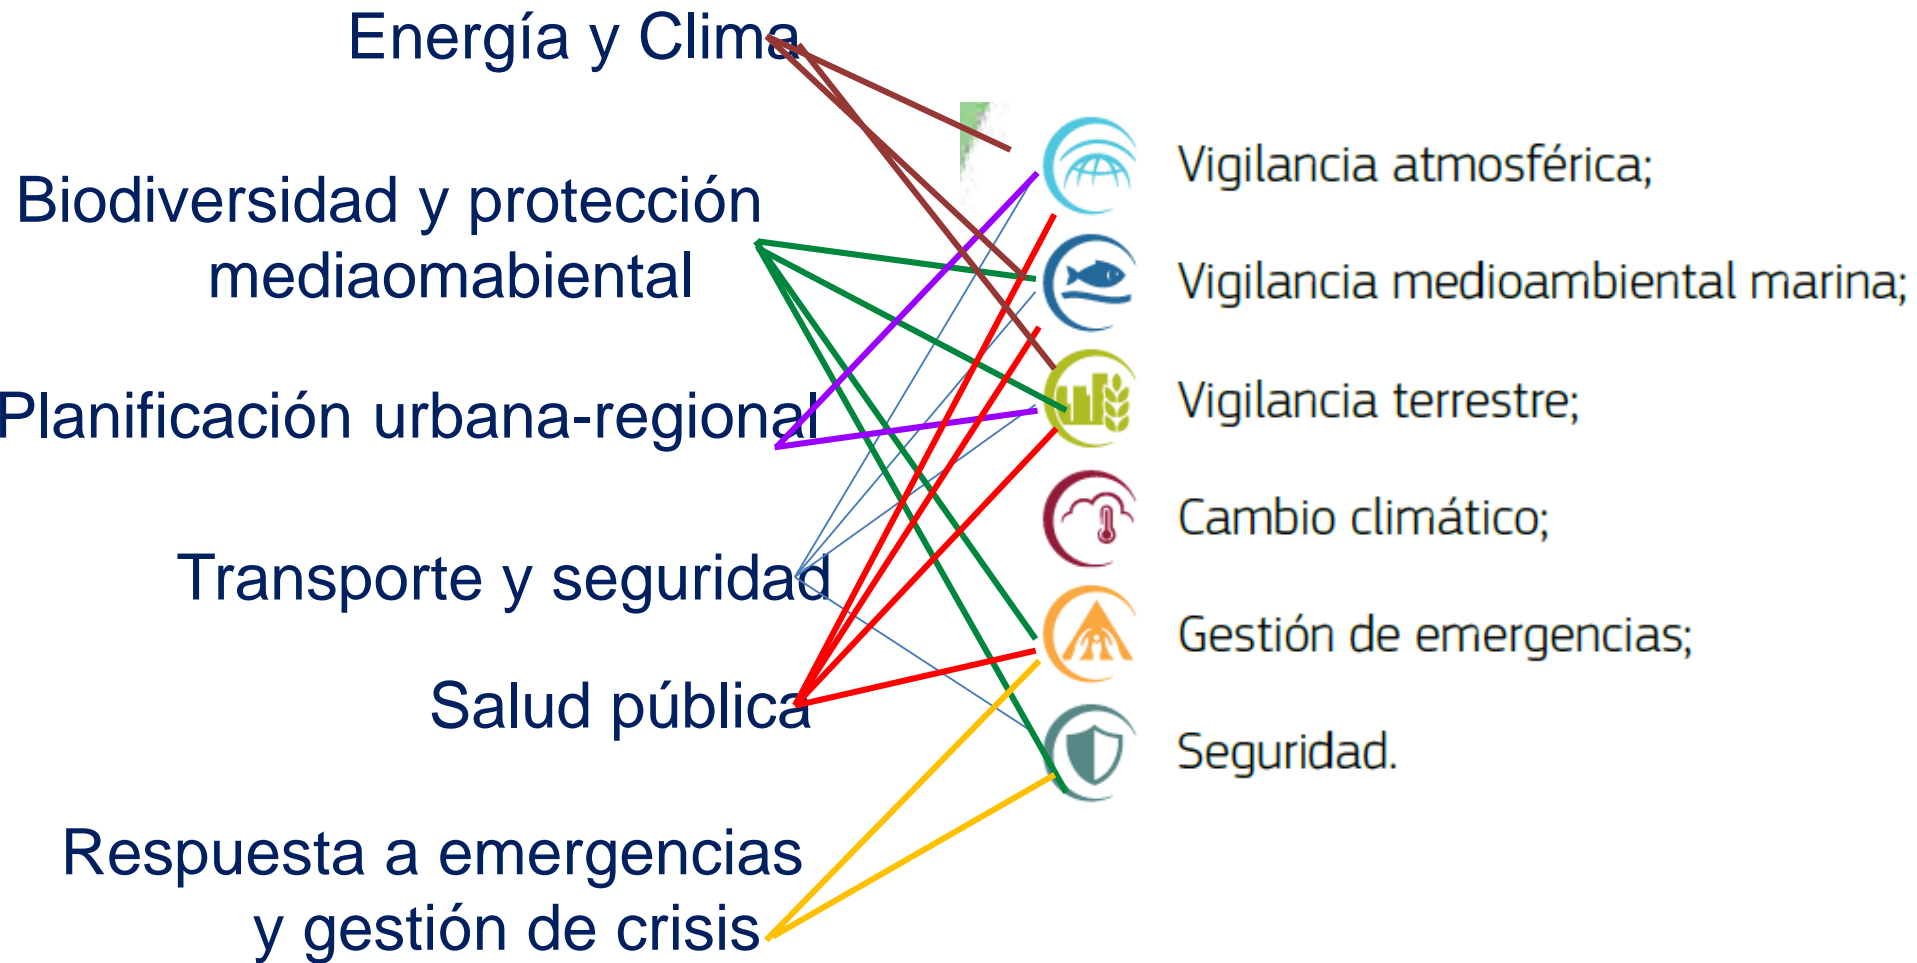 Energía y Clima
Biodiversidad y protección
mediaomabiental
Planificación urbana-regional
Transporte y seguridad
Salud pública
Respuesta a emergencias
y gestión de crisis
Vigilancia atmosférica;
Vigilancia medioambiental marina;
Vigilancia terrestre;
Cambio climático;
Gestión de emergencias;
Seguridad.